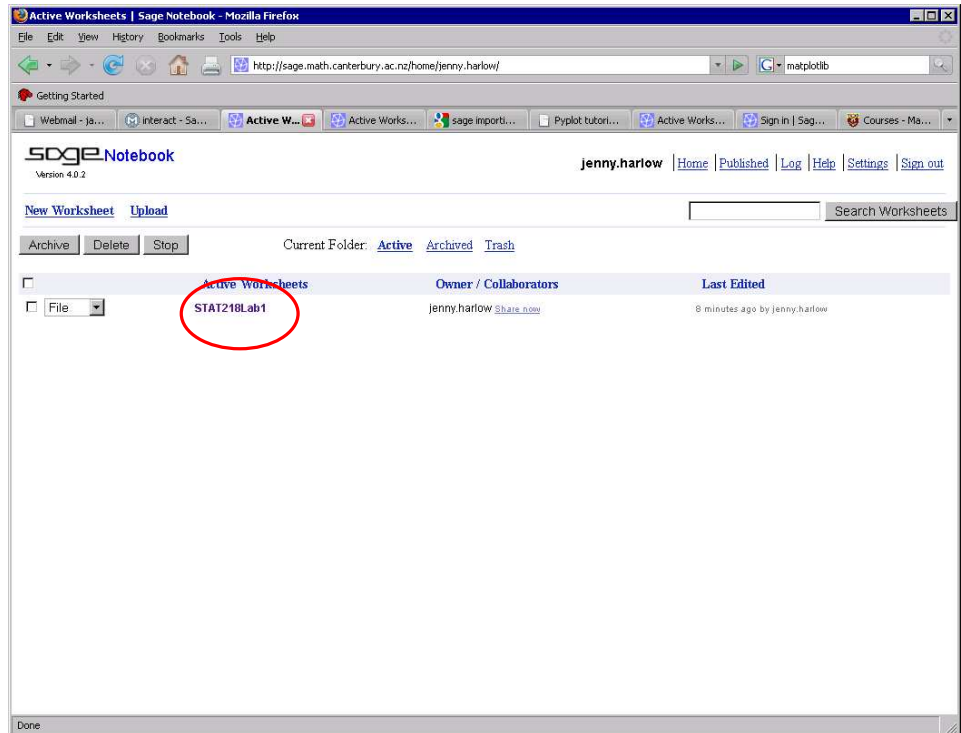 Active Worksheets | Sage Notebook - Mozilla Firefox
File Edit View History Bookmarks Tools Help
http://sage.math.canterbury.ac.nz/home/jenny.harlow/ G matplotlib
Getting Started
Webmail - ja... interact - Sa... Active W... Active Works... sage importi... Pyplot tutori... Active Works... Sign in | Sag... Courses - Ma...
sage Notebook
Version 4.0.2
jenny.harlow | Home | Published | Log | Help | Settings | Sign out
New Worksheet Upload Search Worksheets
Archive Delete Stop Current Folder: Active Archived Trash
Active Worksheets Owner / Collaborators Last Edited
File STAT218Lab1 jenny.harlow Share now 8 minutes ago by jenny.harlow
Done